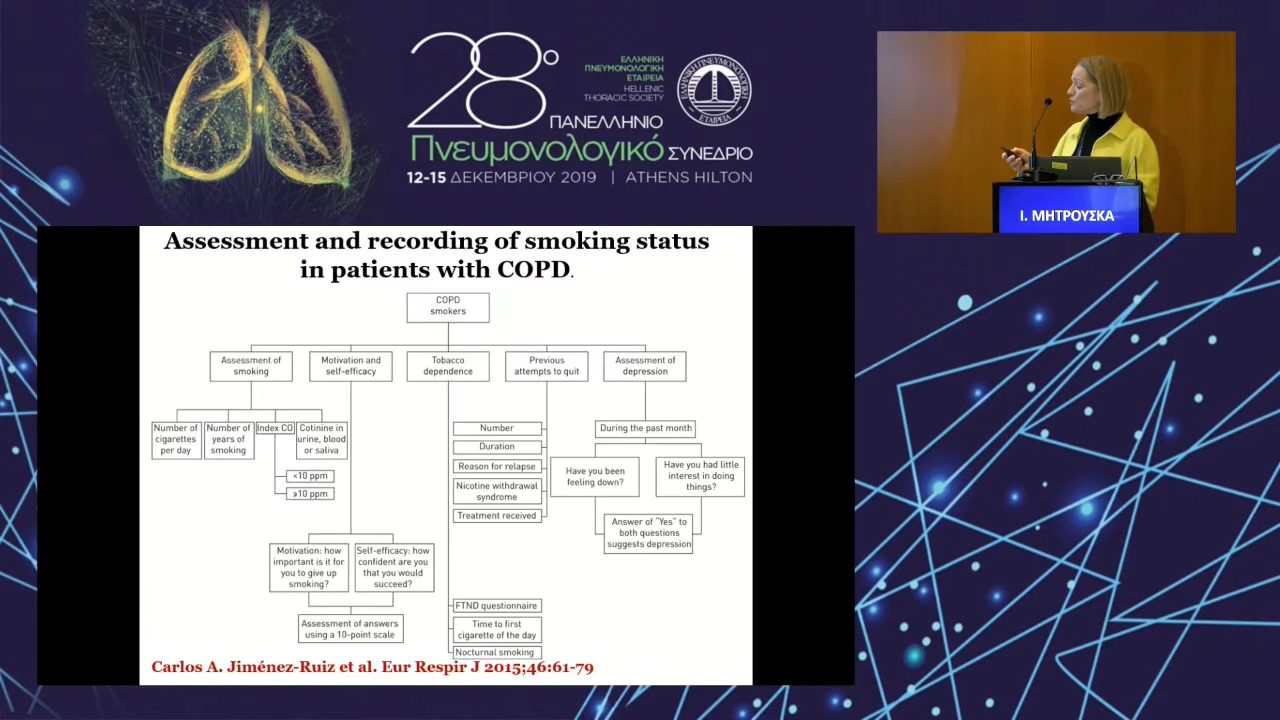 28°
ΕΛΛΗΝΙΚΗ
ΠΝΕΥΜΟΝΟΛΟΓΙΚΗ
ΕΤΑΙΡΕΙΑ
HELLENIC
THORACIC SOCIETY
ΠΑΝΕΛΛΗΝΙΟ
Πνευμονολογικό ΣΥΝΕΔΡΙΟ
12-15 ΔΕΚΕΜΒΡΙΟΥ 2019 | ATHENS HILTON
Ι. ΜΗΤΡΟΥΣΚΑ
Assessment and recording of smoking status
in patients with COPD.
COPD
smokers
Assessment of
smoking
Motivation and
self-efficacy
Tobacco
dependence
Previous
attempts to quit
Assessment of
depression
Number of
cigarettes
per day
Number of
years of
smoking
Index CO
Cotinine in
urine, blood
or saliva
<10 ppm
⩾10 ppm
Number
Duration
Reason for relapse
Nicotine withdrawal
syndrome
Treatment received
During the past month
Have you been
feeling down?
Have you had little
interest in doing
things?
Answer of "Yes" to
both questions
suggests depression
Motivation: how
important is it for
you to give up
smoking?
Self-efficacy: how
confident are you
that you would
succeed?
Assessment of answers
using a 10-point scale
FTND questionnaire
Time to first
cigarette of the day
Nocturnal smoking
Carlos A. Jiménez-Ruiz et al. Eur Respir J 2015;46:61-79